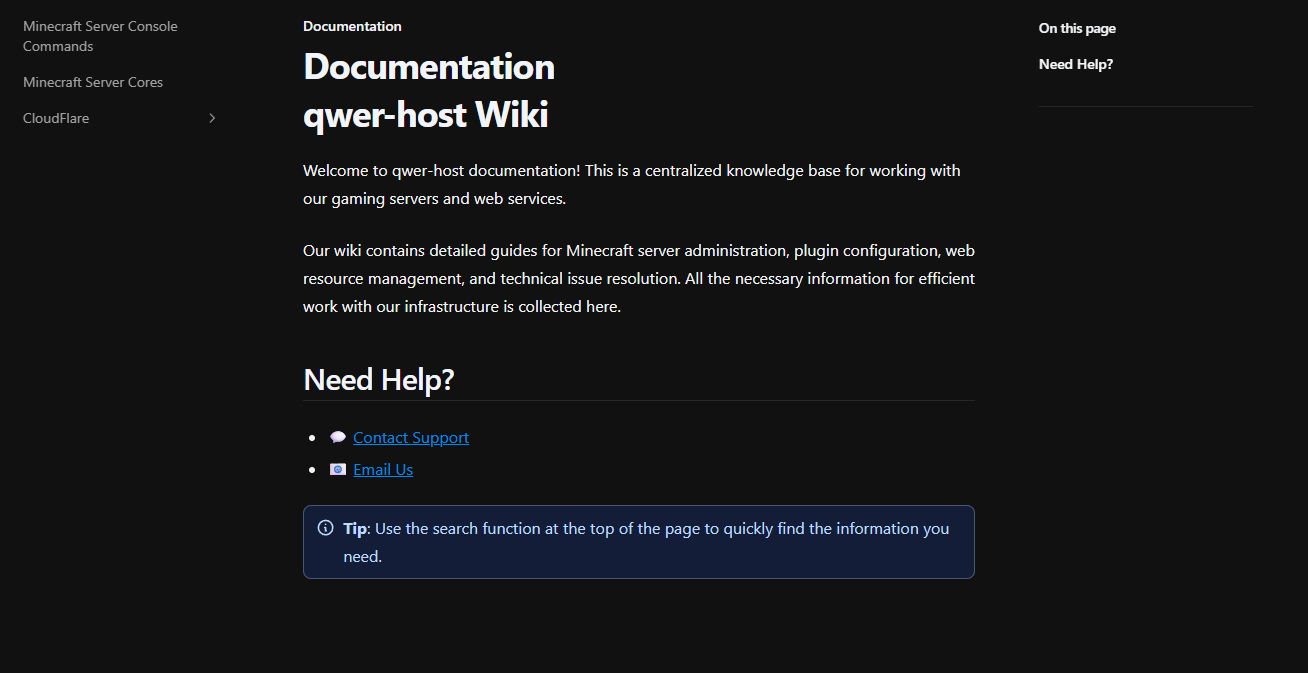 Minecraft Server Console
Commands
Minecraft Server Cores
CloudFlare
Documentation
Documentation
qwer-host Wiki
Welcome to qwer-host documentation! This is a centralized knowledge base for working with
our gaming servers and web services.
Our wiki contains detailed guides for Minecraft server administration, plugin configuration, web
resource management, and technical issue resolution. All the necessary information for efficient
work with our infrastructure is collected here.
Need Help?
Contact Support
Email Us
Tip: Use the search function at the top of the page to quickly find the information you
need.
On this page
Need Help?